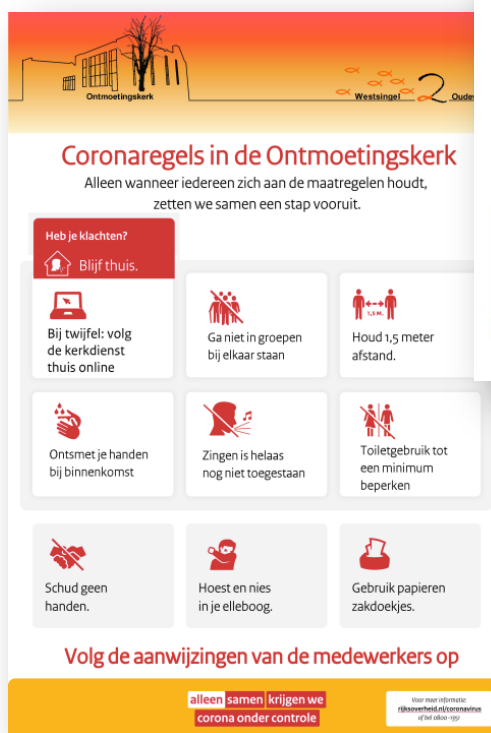 Ontmoetingskerk
Westsingel 2
Coronaregels in de Ontmoetingskerk
Alleen wanneer iedereen zich aan de maatregelen houdt,
zetten we samen een stap vooruit.
Heb je klachten?
Blijf thuis.
Bij twijfel: volg
de kerkdienst
thuis online
Ga niet in groepen
bij elkaar staan
1,5 M.
Houd 1,5 meter
afstand.
Ontsmet je handen
bij binnenkomst
Zingen is helaas
nog niet toegestaan
Toiletgebruik tot
een minimum
beperken
Schud geen
handen.
Hoest en nies
in je elleboog.
Gebruik papieren
zakdoekjes.
Volg de aanwijzingen van de medewerkers op
alleen samen krijgen we
corona onder controle
Voor meer informatie:
rijksoverheid.nl/coronavirus
of bel 0800-1351